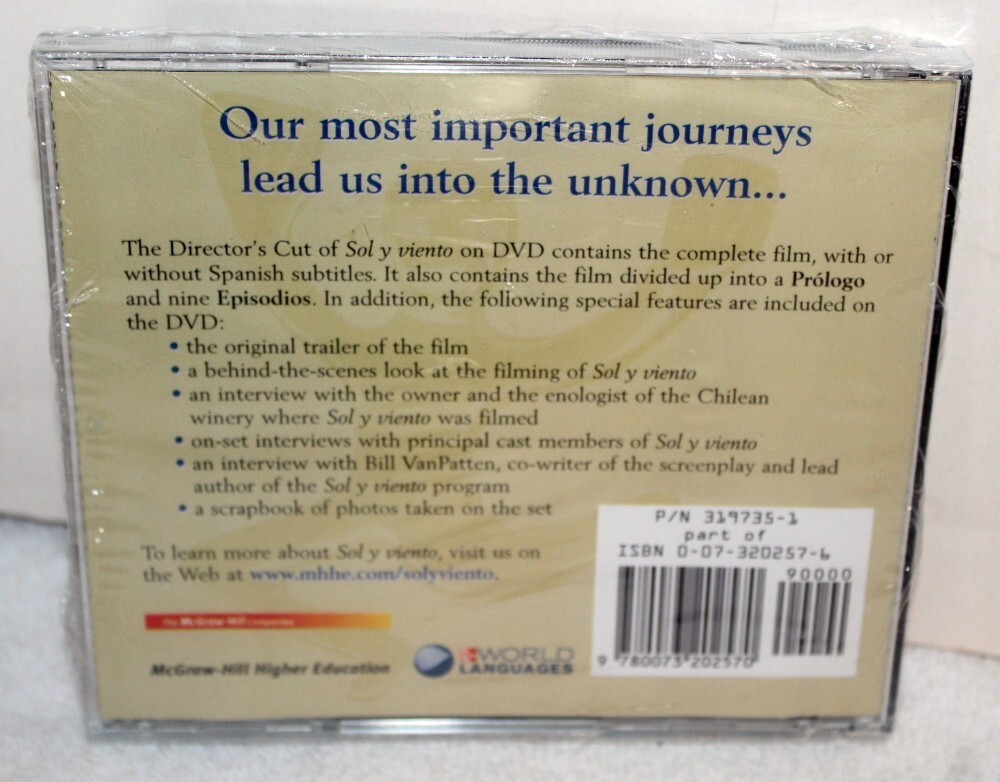 Our most important journeys
lead us into the unknown...
The Director's Cut of Sol y viento on DVD contains the complete film, with or
without Spanish subtitles. It also contains the film divided up into a Prólogo
and nine Episodios. In addition, the following special features are included on
the DVD:
• the original trailer of the film
• a behind-the-scenes look at the filming of Sol y viento
• an interview with the owner and the enologist of the Chilean
winery where Sol y viento was filmed
• on-set interviews with principal cast members of Sol y viento
• an interview with Bill VanPatten, co-writer of the screenplay and lead
author of the Sol y viento program
• a scrapbook of photos taken on the set
To learn more about Sol y viento, visit us on
the Web at www.mhhe.com/solyviento.
The McGraw-Hill Companies
McGraw-Hill Higher Education
WORLD
LANGUAGES
P/N 319735-1
part of
ISBN 0-07-320257-6
90000
9 780073 202570